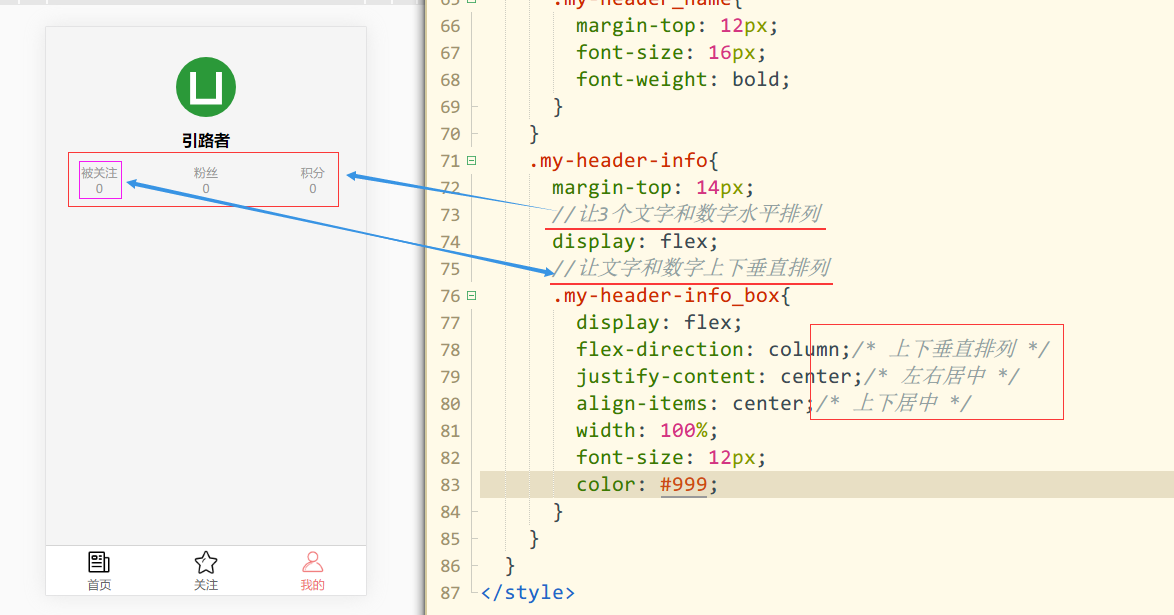 引路者
被关注 粉丝 积分
0 0 0
首页 关注 我的
65 .my-header_name{
66 margin-top: 12px;
67 font-size: 16px;
68 font-weight: bold;
69 }
70 }
71 .my-header-info{
72 margin-top: 14px;
73 //让3个文字和数字水平排列
74 display: flex;
75 //让文字和数字上下垂直排列
76 .my-header-info_box{
77 display: flex;
78 flex-direction: column;/* 上下垂直排列 */
79 justify-content: center;/* 左右居中 */
80 align-items: center;/* 上下居中 */
81 width: 100%;
82 font-size: 12px;
83 color: #999;
84 }
85 }
86 }
87 </style>